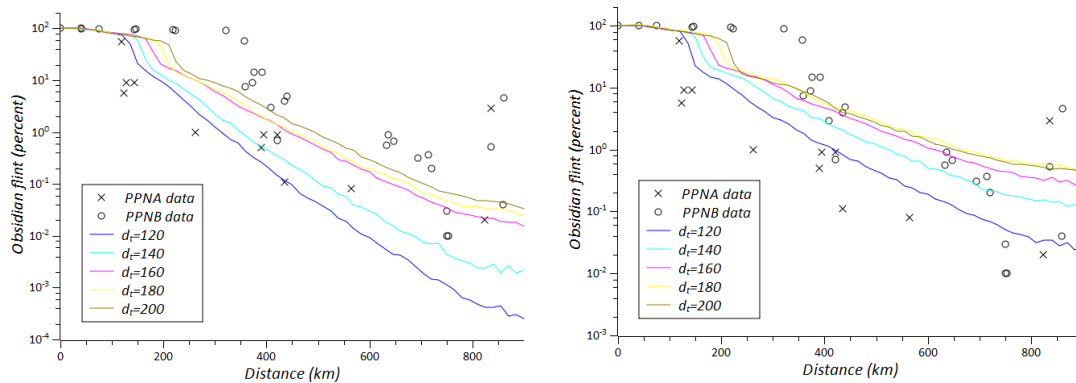 Obsidian flint (percent)
10²
10¹
10⁰
10⁻¹
10⁻²
10⁻³
10⁻⁴
PPNA data
PPNB data
dₜ=120
dₜ=140
dₜ=160
dₜ=180
dₜ=200
0
200
400
600
800
Distance (km)
Obsidian flint (percent)
10²
10¹
10⁰
10⁻¹
10⁻²
10⁻³
PPNA data
PPNB data
dₜ=120
dₜ=140
dₜ=160
dₜ=180
dₜ=200
0
200
400
600
800
Distance (km)